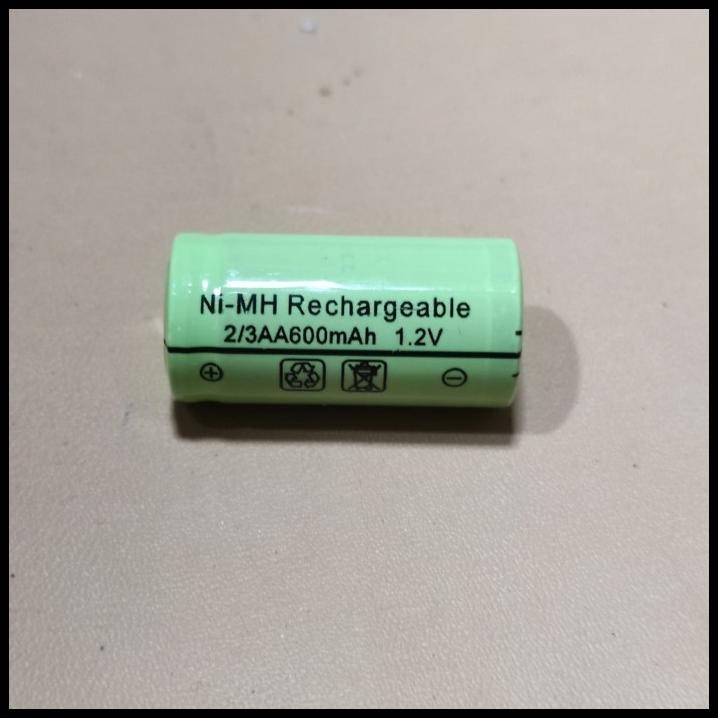 Ni-MH Rechargeable
2/3AA600mAh 1.2V
+ -